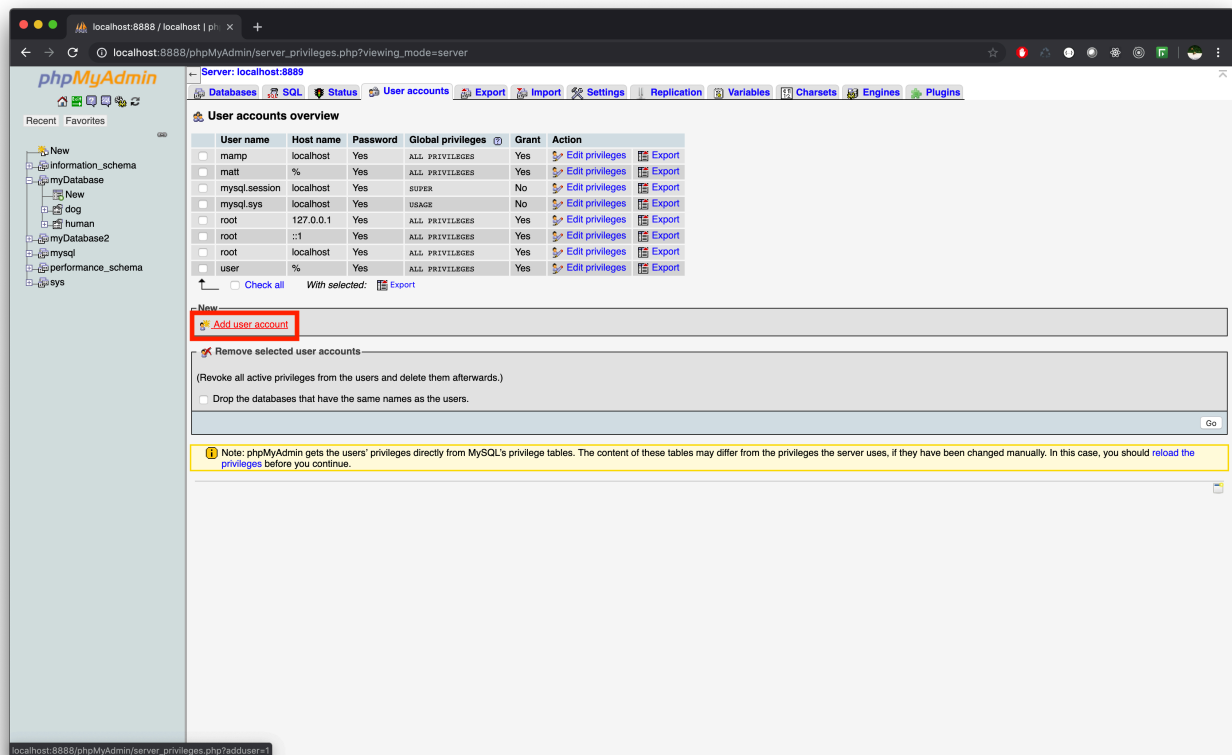 localhost:8888 / localhost | ph
localhost:8888/phpMyAdmin/server_privileges.php?viewing_mode=server
phpMyAdmin
Recent Favorites
New
information_schema
myDatabase
New
dog
human
myDatabase2
mysql
performance_schema
sys
Server: localhost:8889
Databases SQL Status User accounts Export Import Settings Replication Variables Charsets Engines Plugins
User accounts overview
User name Host name Password Global privileges Grant Action
mamp localhost Yes ALL PRIVILEGES Yes Edit privileges Export
matt % Yes ALL PRIVILEGES Yes Edit privileges Export
mysql.session localhost Yes SUPER No Edit privileges Export
mysql.sys localhost Yes USAGE No Edit privileges Export
root 127.0.0.1 Yes ALL PRIVILEGES Yes Edit privileges Export
root ::1 Yes ALL PRIVILEGES Yes Edit privileges Export
root localhost Yes ALL PRIVILEGES Yes Edit privileges Export
user % Yes ALL PRIVILEGES Yes Edit privileges Export
Check all With selected: Export
New
Add user account
Remove selected user accounts
(Revoke all active privileges from the users and delete them afterwards.)
Drop the databases that have the same names as the users.
Go
Note: phpMyAdmin gets the users' privileges directly from MySQL's privilege tables. The content of these tables may differ from the privileges the server uses, if they have been changed manually. In this case, you should reload the
privileges before you continue.
localhost:8888/phpMyAdmin/server_privileges.php?adduser=1